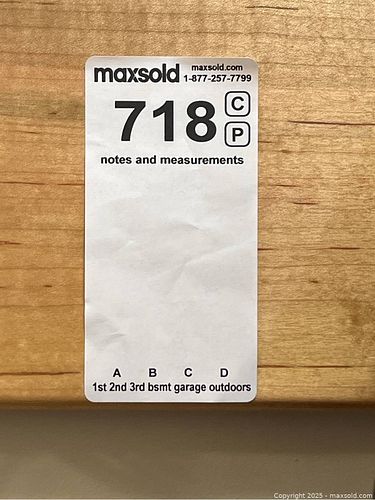 maxsold maxsold.com
1-877-257-7799
718 C
P
notes and measurements
A B C D
1st 2nd 3rd bsmt garage outdoors
Copyright © 2025 - maxsold.com